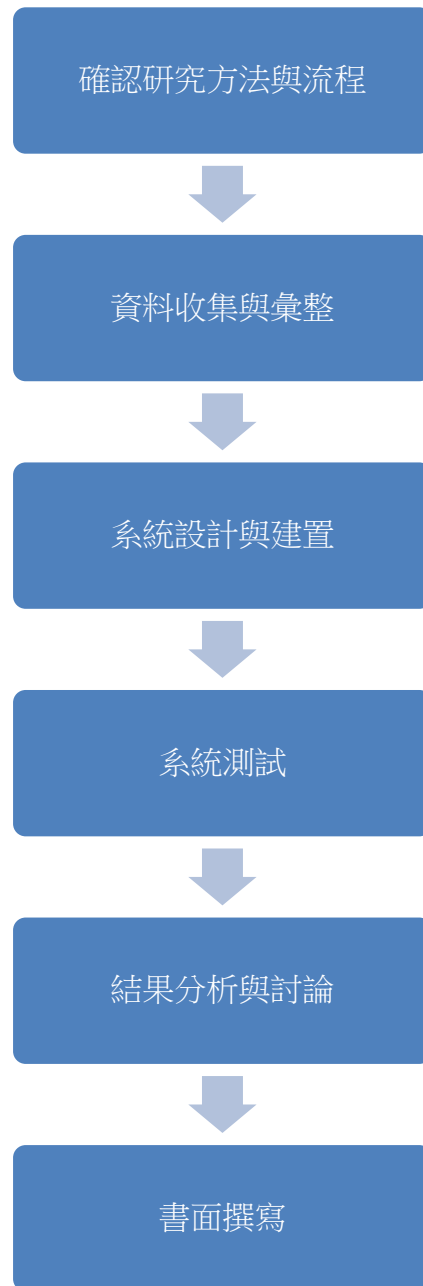 確認研究方法與流程
資料收集與彙整
系統設計與建置
系統測試
結果分析與討論
書面撰寫